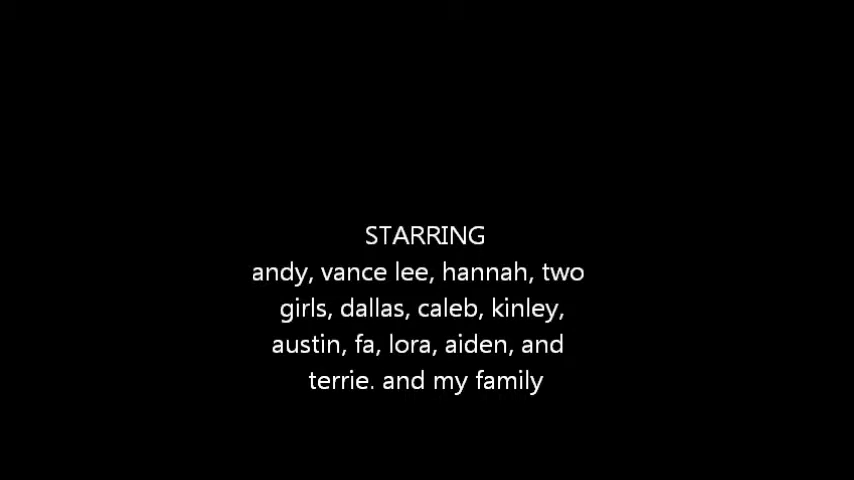 STARRING
andy, vance lee, hannah, two
girls, dallas, caleb, kinley,
austin, fa, lora, aiden, and
terrie. and my family